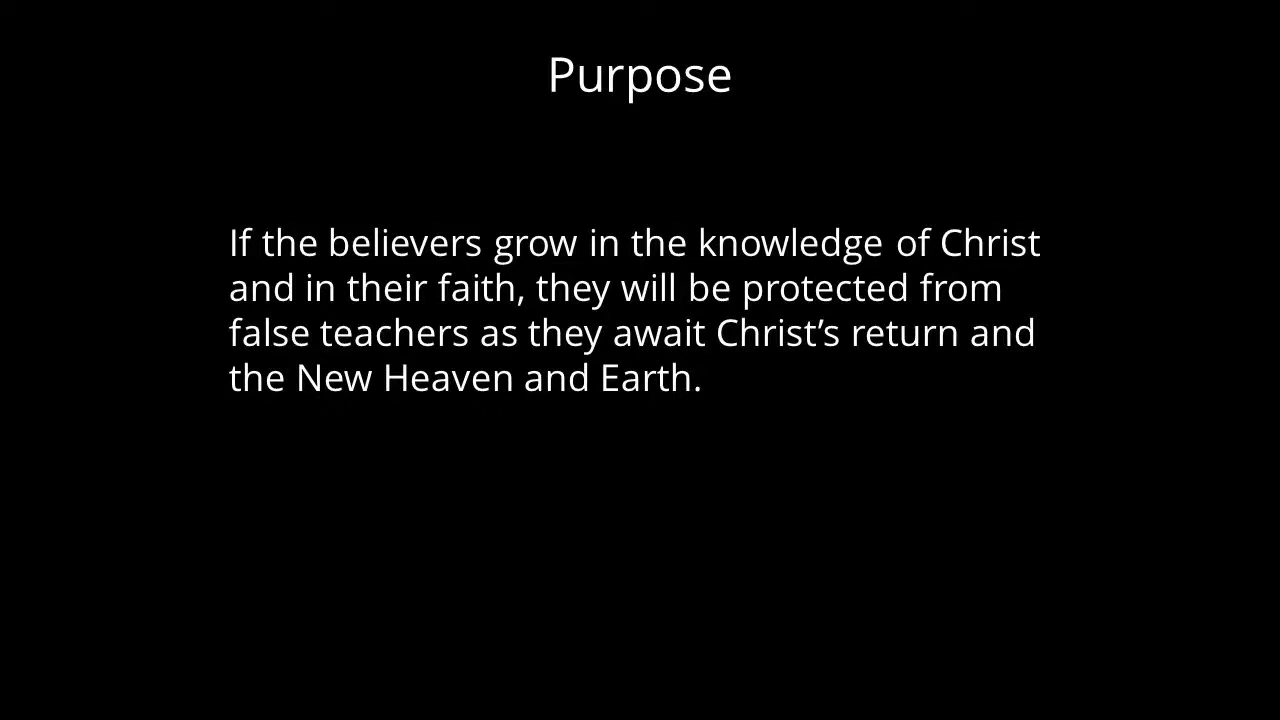 Purpose
If the believers grow in the knowledge of Christ
and in their faith, they will be protected from
false teachers as they await Christ’s return and
the New Heaven and Earth.